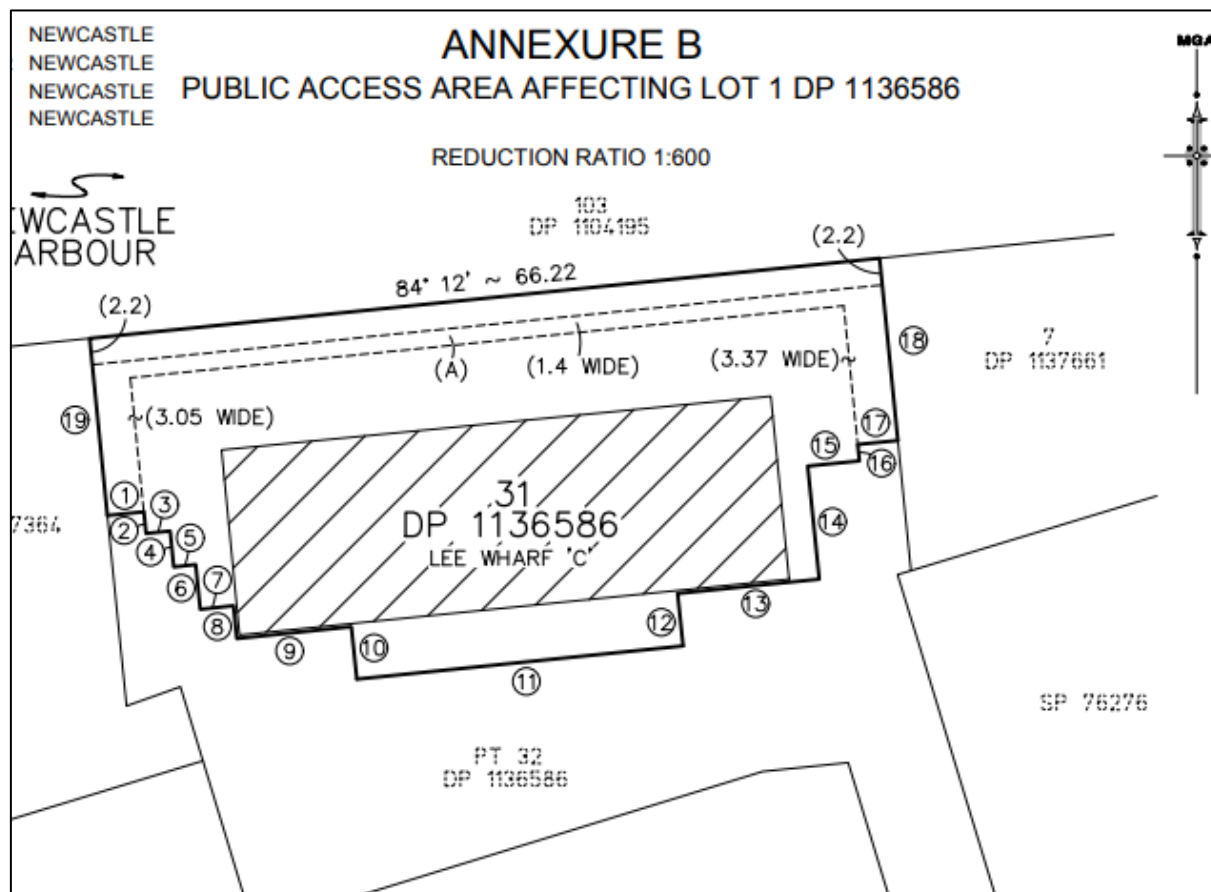 NEWCASTLE
NEWCASTLE
NEWCASTLE
NEWCASTLE
ANNEXURE B
PUBLIC ACCESS AREA AFFECTING LOT 1 DP 1136586
REDUCTION RATIO 1:600
MGA
EWCASTLE
ARBOUR
103
DP 1104195
(2.2)
84° 12' ~ 66.22
(2.2)
(A)
(1.4 WIDE)
(3.37 WIDE)~
18
7
DP 1137661
19
~(3.05 WIDE)
17
15
16
1
2
3
4
5
6
7
8
7364
31
DP 1136586
LEE WHARF 'C'
14
9
10
11
12
13
SP 76276
PT 32
DP 1136586